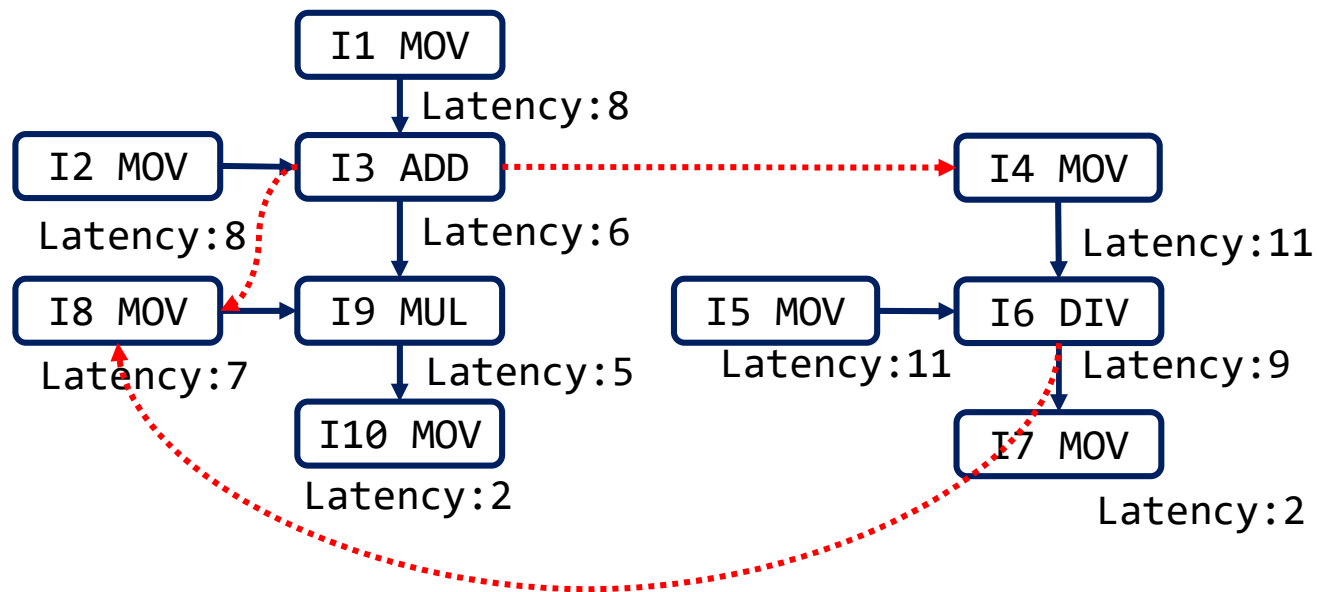 I1 MOV
Latency:8
I2 MOV
I3 ADD
I4 MOV
Latency:8
Latency:6
Latency:11
I8 MOV
I9 MUL
I5 MOV
I6 DIV
Latency:7
Latency:5
Latency:11
Latency:9
I10 MOV
I7 MOV
Latency:2
Latency:2